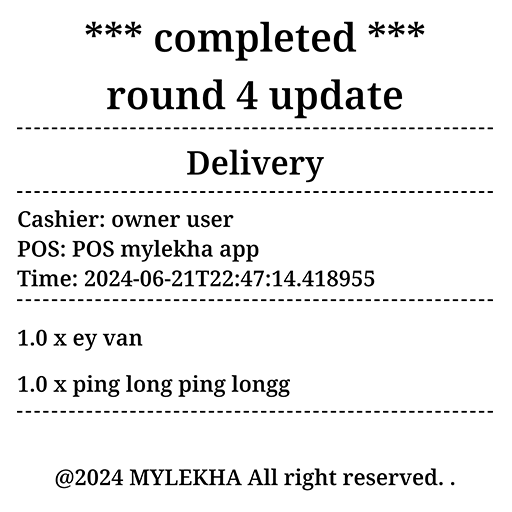 *** completed ***
round 4 update
Delivery
Cashier: owner user
POS: POS mylekha app
Time: 2024-06-21T22:47:14.418955
1.0 x ey van
1.0 x ping long ping longg
@2024 MYLEKHA All right reserved. .